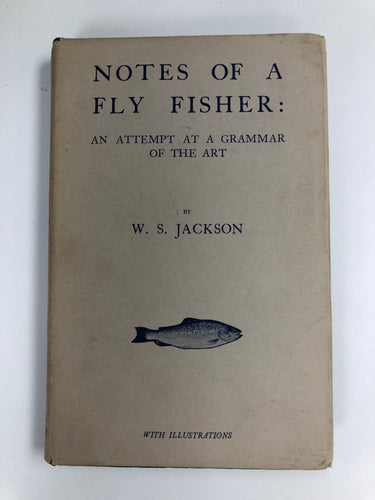 NOTES OF A
FLY FISHER:
AN ATTEMPT AT A GRAMMAR
OF THE ART
BY
W. S. JACKSON
WITH ILLUSTRATIONS